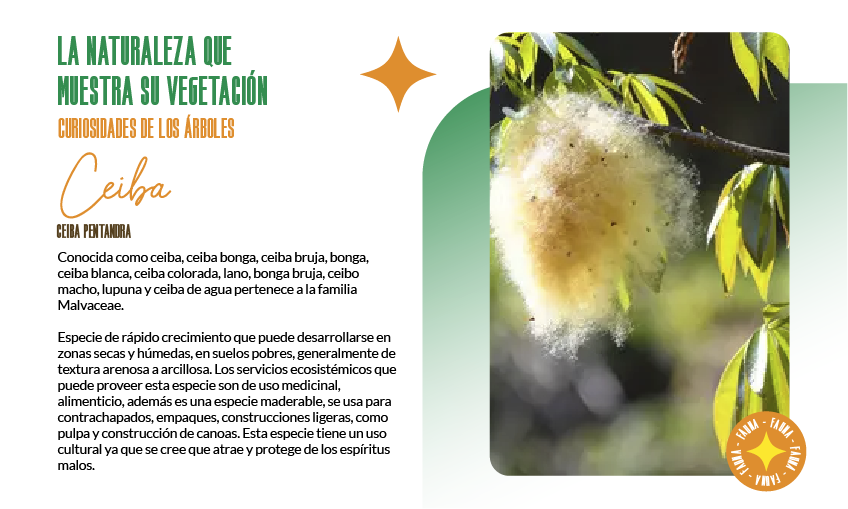 LA NATURALEZA QUE
MUESTRA SU VEGETACIÓN
CURIOSIDADES DE LOS ÁRBOLES
Ceiba
CEIBA PENTANDRA
Conocida como ceiba, ceiba bonga, ceiba bruja, bonga,
ceiba blanca, ceiba colorada, lano, bonga bruja, ceibo
macho, lupuna y ceiba de agua pertenece a la familia
Malvaceae.
Especie de rápido crecimiento que puede desarrollarse en
zonas secas y húmedas, en suelos pobres, generalmente de
textura arenosa a arcillosa. Los servicios ecosistémicos que
puede proveer esta especie son de uso medicinal,
alimenticio, además es una especie maderable, se usa para
contrachapados, empaques, construcciones ligeras, como
pulpa y construcción de canoas. Esta especie tiene un uso
cultural ya que se cree que atrae y protege de los espíritus
malos.
FAUNA - FAUNA - FAUNA - FAUNA - FAUNA -